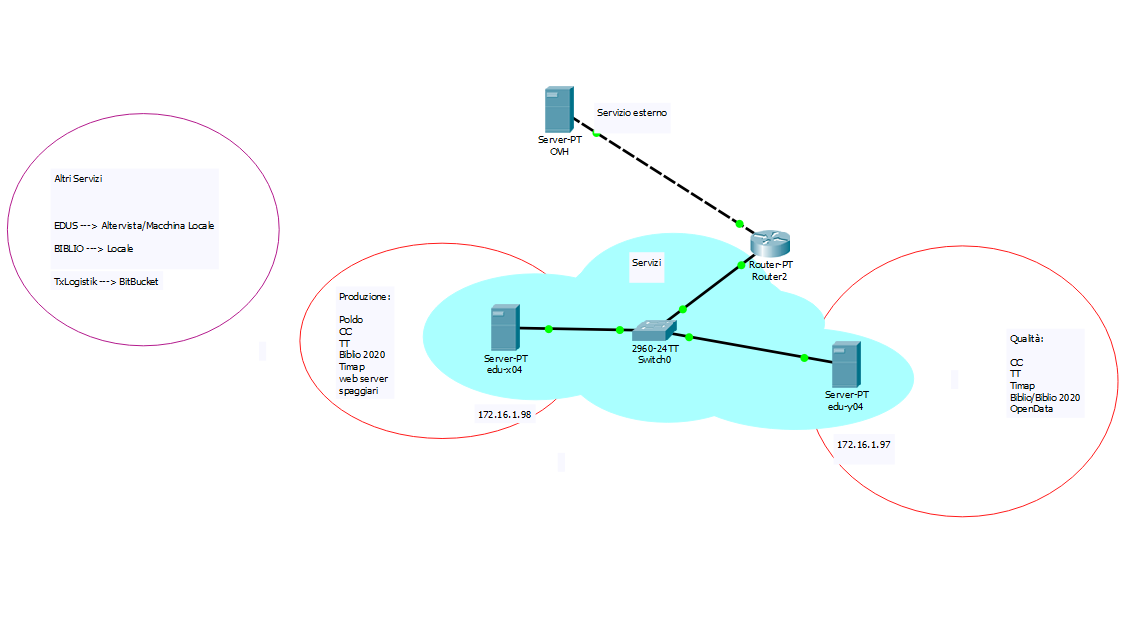 Servizio esterno
Server-PT
OVH
Altri Servizi
EDUS ---> Altervista/Macchina Locale
BIBLIO ---> Locale
TxLogistik ---> BitBucket
Router-PT
Router2
Servizi
Produzione:
Poldo
CC
TT
Biblio 2020
Timap
web server
spaggiari
Server-PT
edu-x04
172.16.1.98
2960-24TT
Switch0
Server-PT
edu-y04
172.16.1.97
Qualità:
CC
TT
Timap
Biblio/Biblio 2020
OpenData